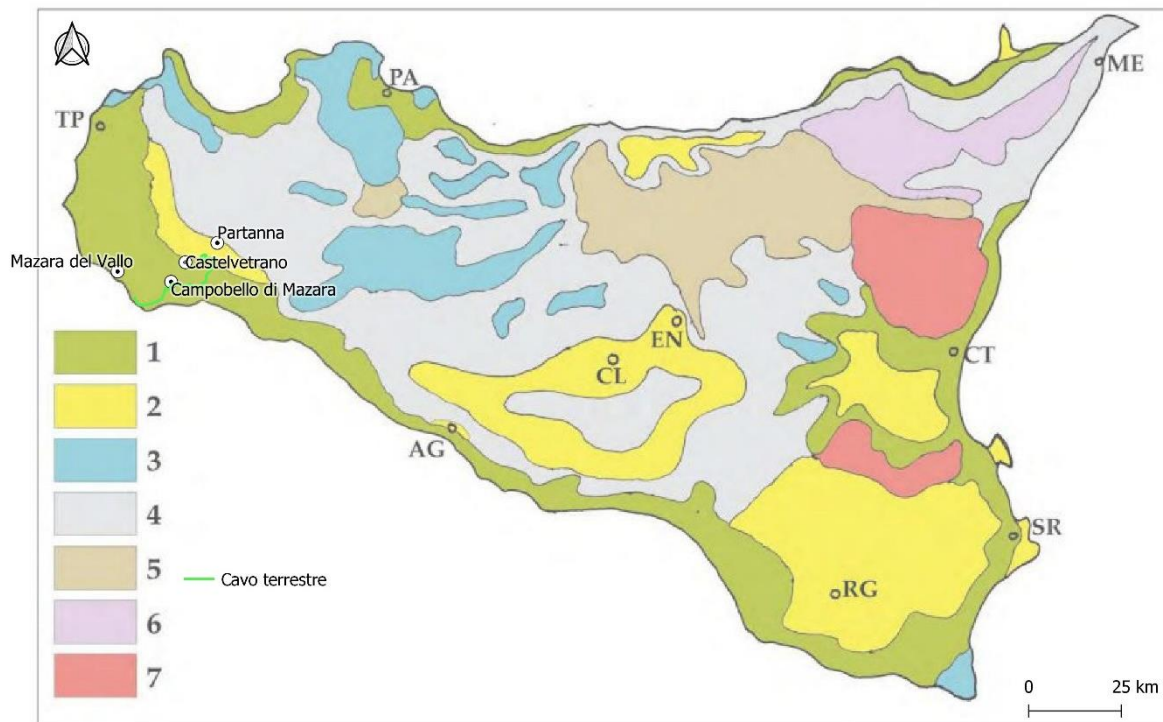 PA
ME
TP
Partanna
Mazara del Vallo
Castelvetrano
Campobello di Mazara
EN
1
CT
CL
2
AG
3
4
SR
5
Cavo terrestre
RG
6
7
0 25 km